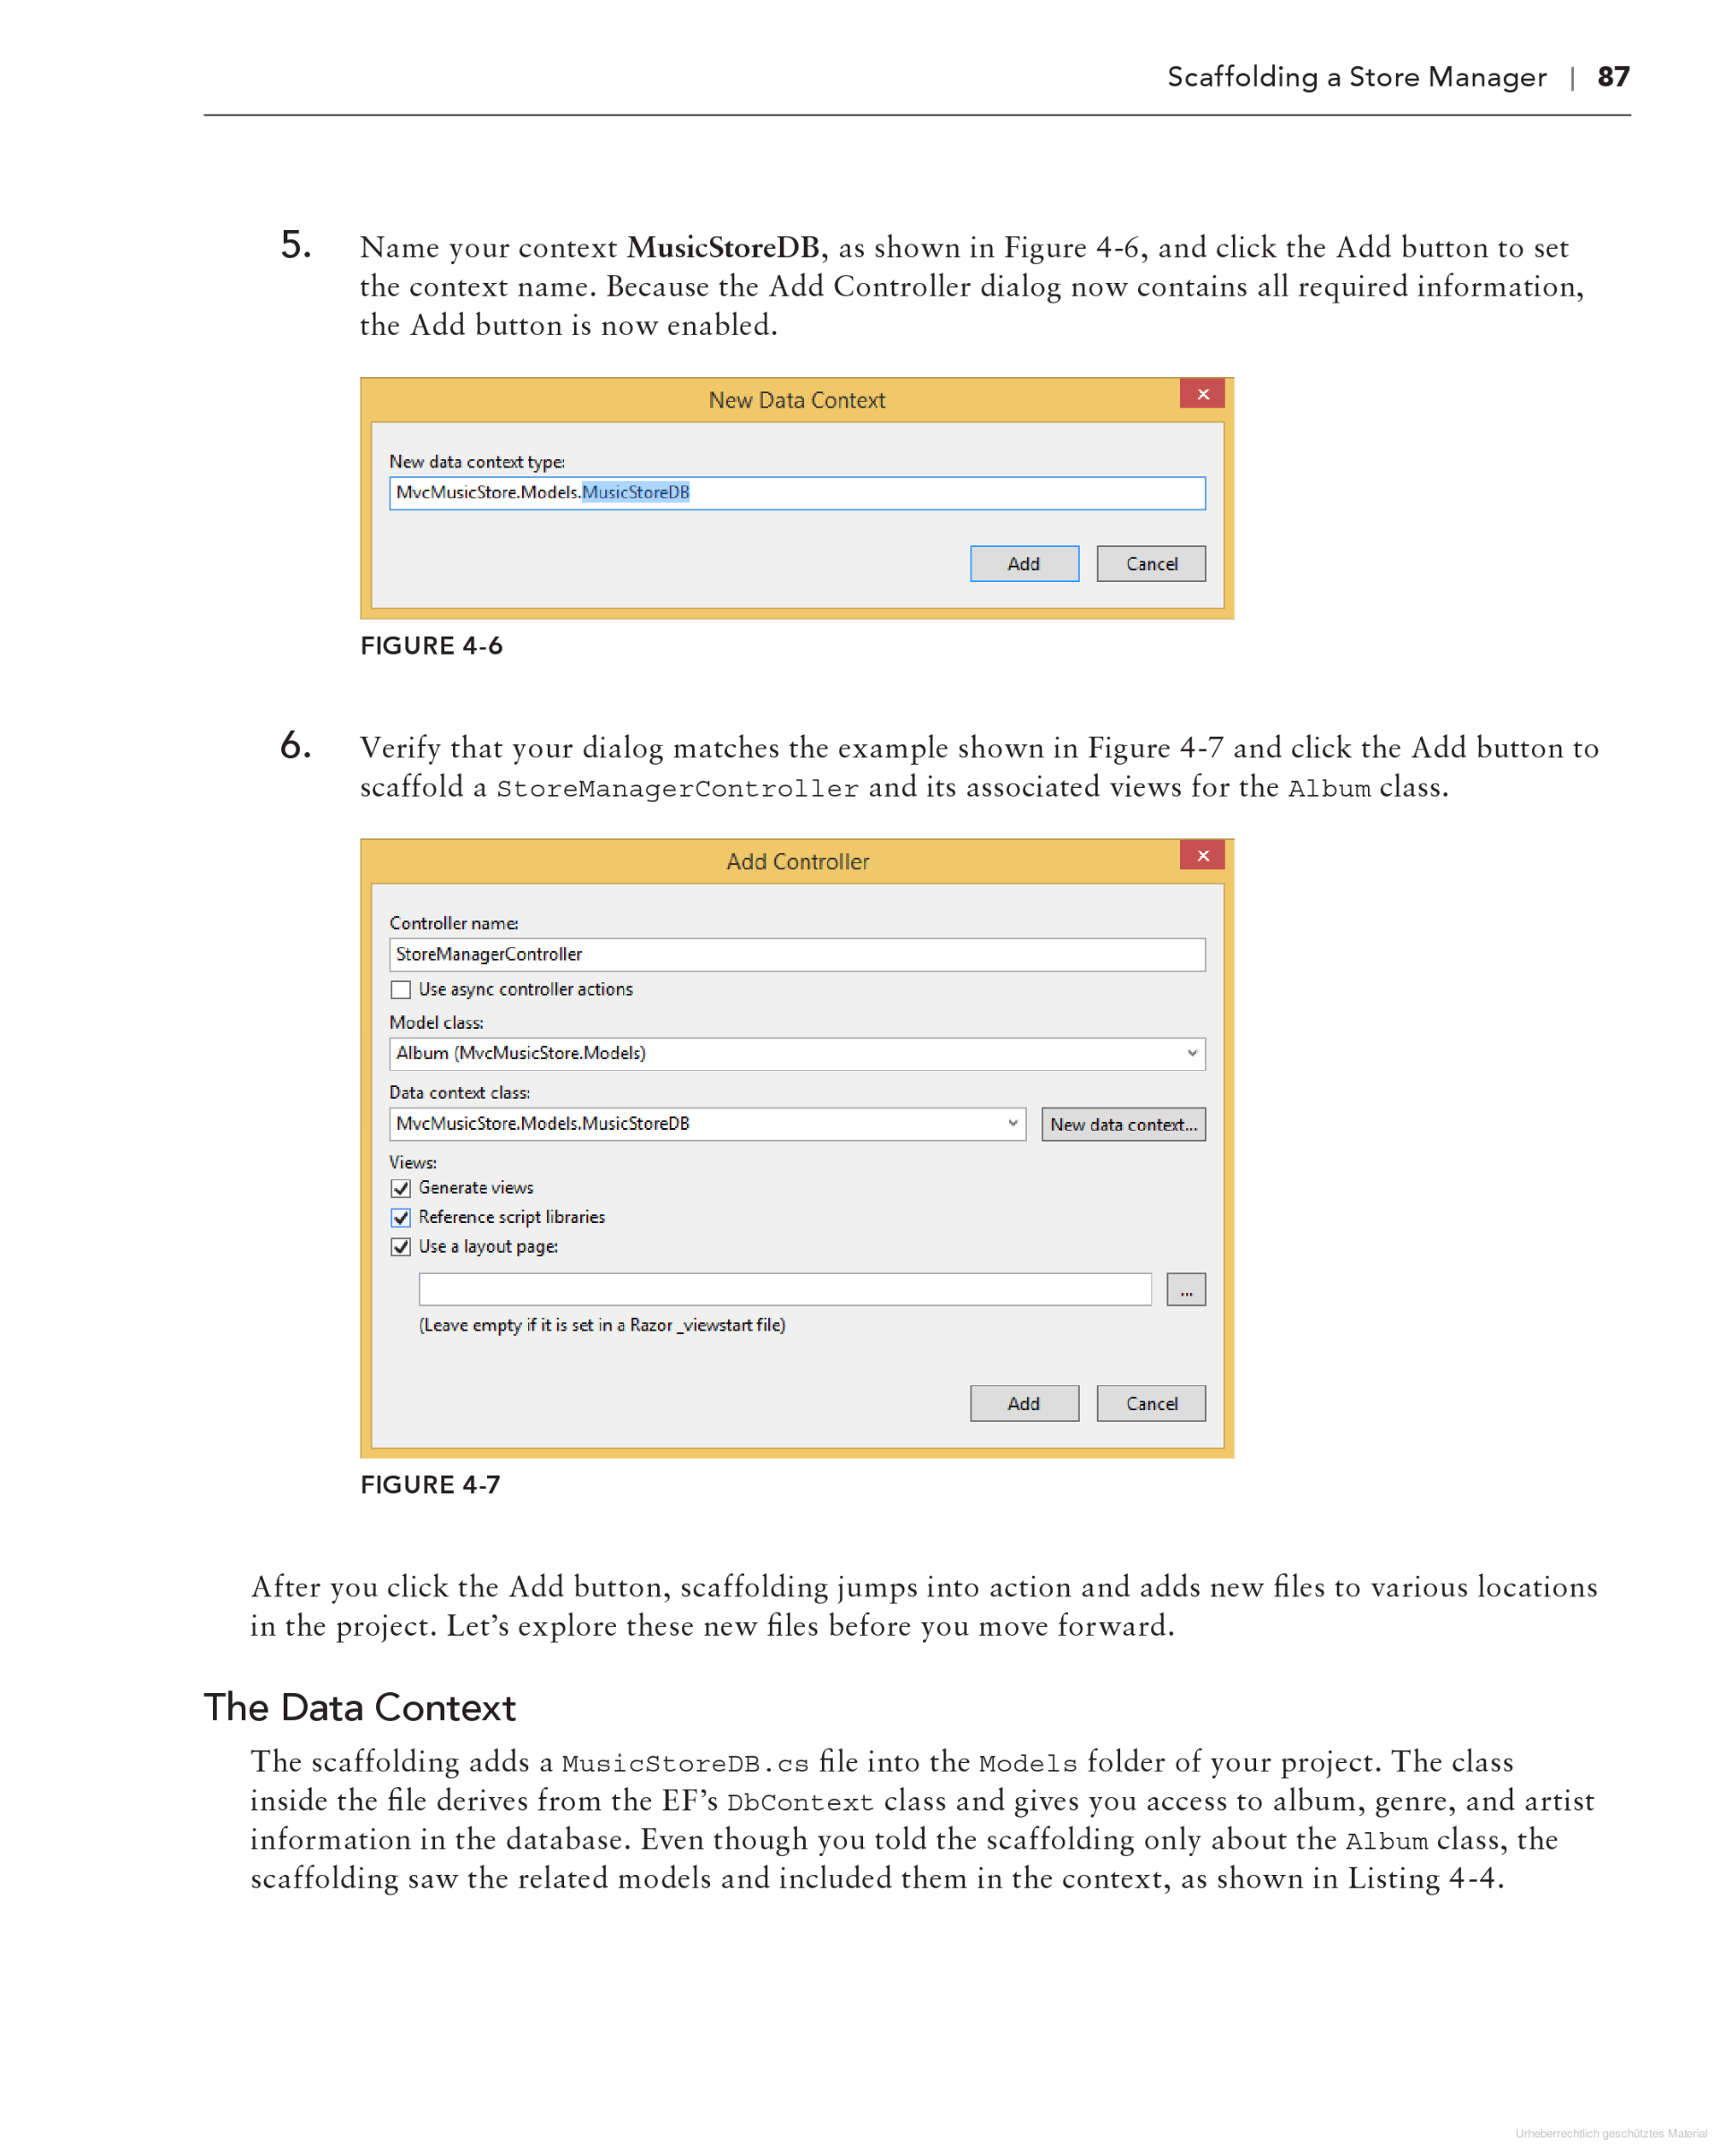 Scaffolding a Store Manager | 87
5. Name your context MusicStoreDB, as shown in Figure 4-6, and click the Add button to set
the context name. Because the Add Controller dialog now contains all required information,
the Add button is now enabled.
New Data Context
New data context type:
MvcMusicStore.Models.MusicStoreDB
Add Cancel
FIGURE 4-6
6. Verify that your dialog matches the example shown in Figure 4-7 and click the Add button to
scaffold a StoreManagerController and its associated views for the Album class.
Add Controller
Controller name:
StoreManagerController
Use async controller actions
Model class:
Album (MvcMusicStore.Models)
Data context class:
MvcMusicStore.Models.MusicStoreDB New data context...
Views:
Generate views
Reference script libraries
Use a layout page:
...
(Leave empty if it is set in a Razor _viewstart file)
Add Cancel
FIGURE 4-7
After you click the Add button, scaffolding jumps into action and adds new files to various locations
in the project. Let’s explore these new files before you move forward.
The Data Context
The scaffolding adds a MusicStoreDB.cs file into the Models folder of your project. The class
inside the file derives from the EF’s DbContext class and gives you access to album, genre, and artist
information in the database. Even though you told the scaffolding only about the Album class, the
scaffolding saw the related models and included them in the context, as shown in Listing 4-4.
Urheberrechtlich geschütztes Material